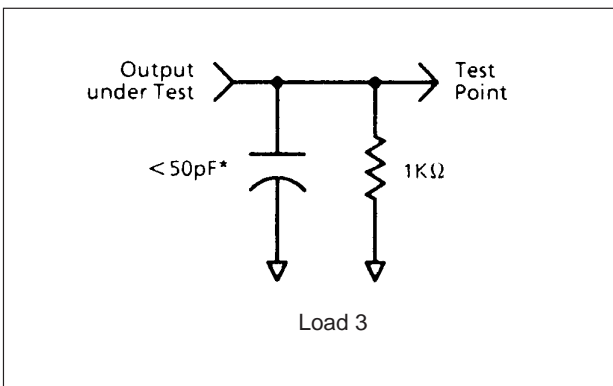 Output
under Test
Test
Point
<50pF*
1KΩ
Load 3